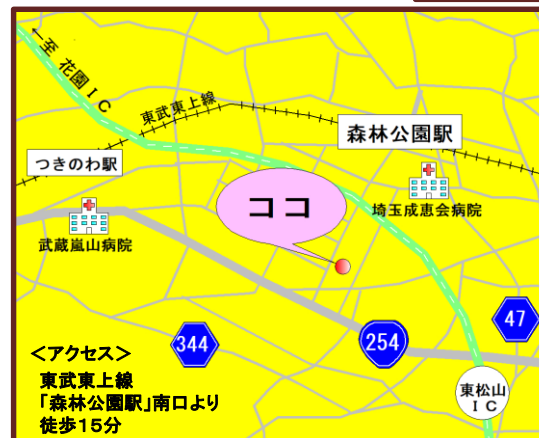 ←至 花園IC
東武東上線
森林公園駅
つきのわ駅
埼玉成恵会病院
ココ
武蔵嵐山病院
47
344
254
<アクセス>
東武東上線
「森林公園駅」南口より
徒歩15分
東松山
IC